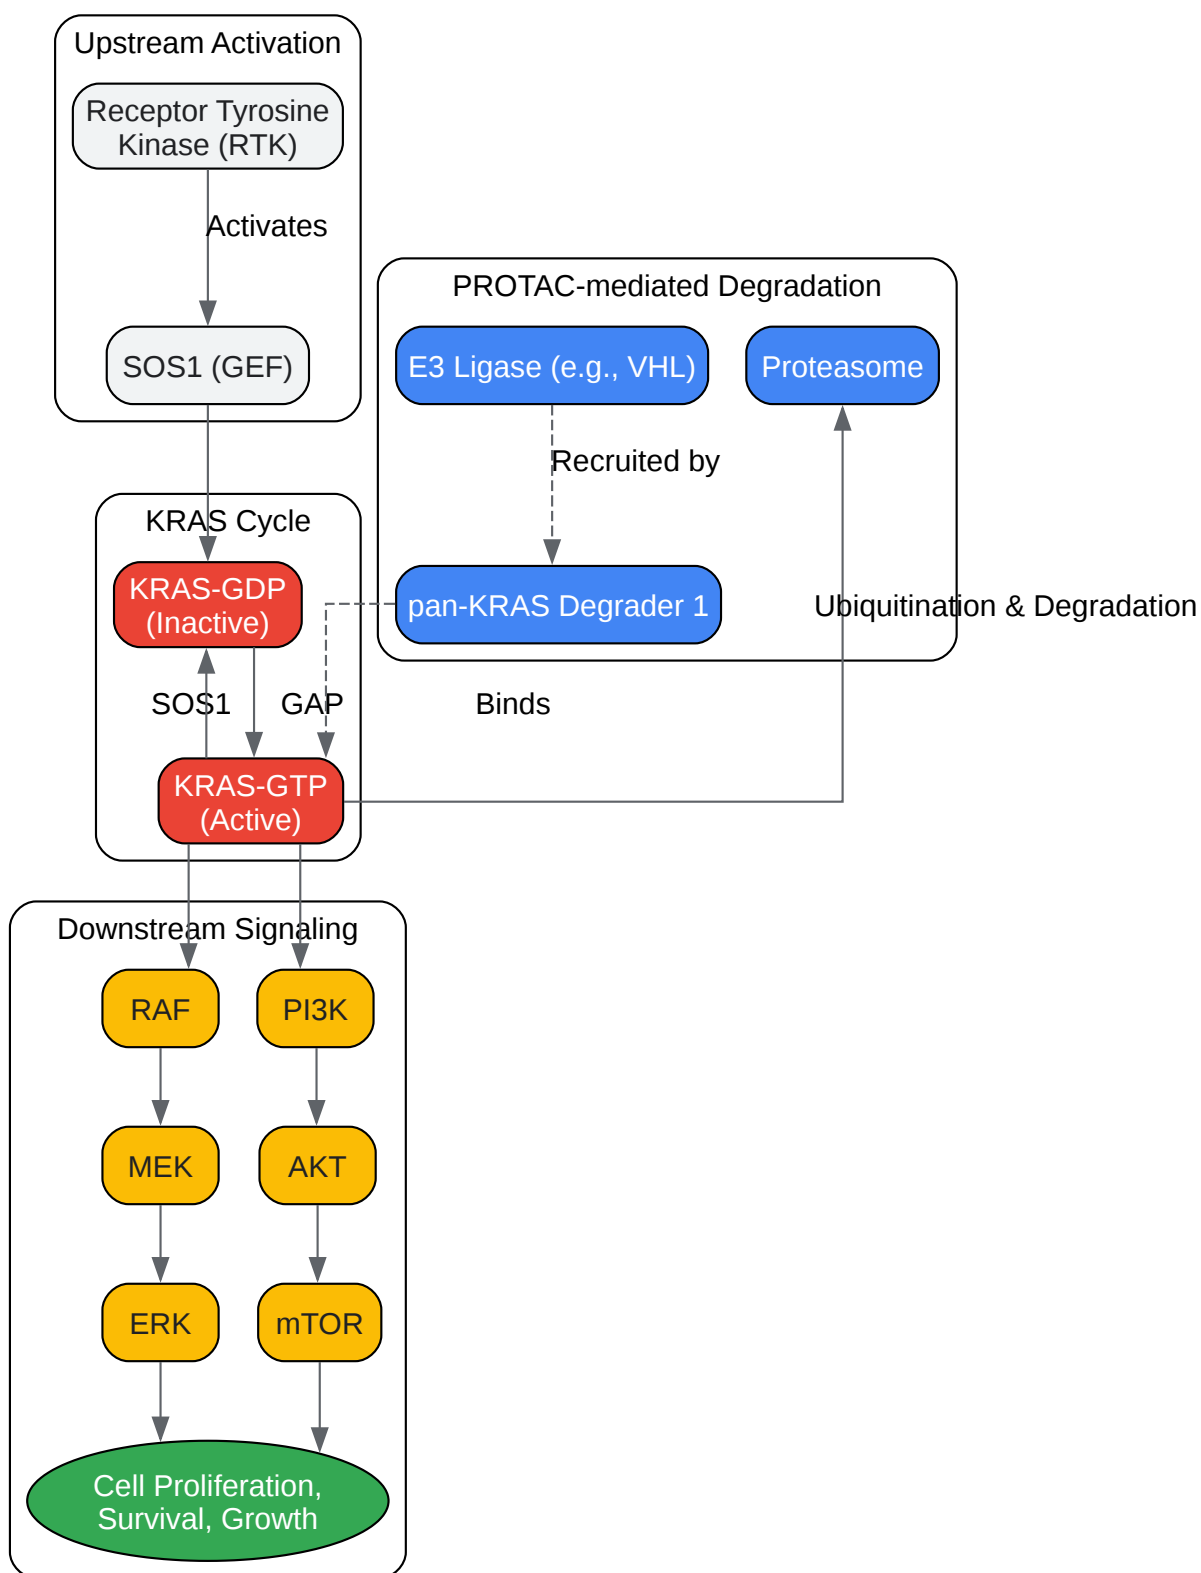 Upstream Activation
Receptor Tyrosine
Kinase (RTK)
Activates
SOS1 (GEF)
PROTAC-mediated Degradation
E3 Ligase (e.g., VHL)
Proteasome
Recruited by
KRAS Cycle
KRAS-GDP
(Inactive)
pan-KRAS Degrader 1
Ubiquitination & Degradation
SOS1
GAP
Binds
KRAS-GTP
(Active)
Downstream Signaling
RAF
PI3K
MEK
AKT
ERK
mTOR
Cell Proliferation,
Survival, Growth